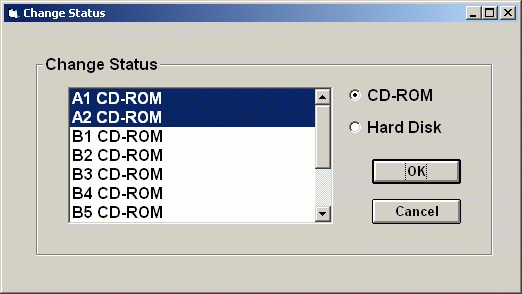 Change Status
Change Status
A1 CD-ROM
A2 CD-ROM
B1 CD-ROM
B2 CD-ROM
B3 CD-ROM
B4 CD-ROM
B5 CD-ROM
CD-ROM
Hard Disk
OK
Cancel